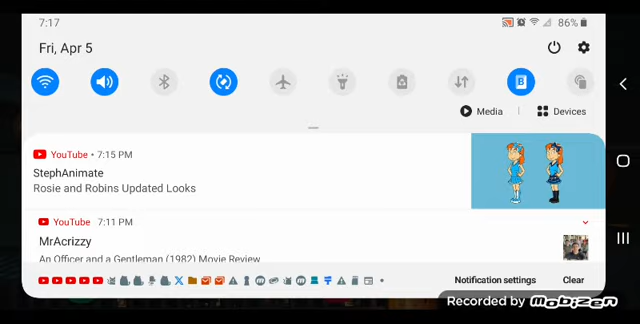 7:17
86%
Fri, Apr 5
B
Media
Devices
YouTube • 7:15 PM
StephAnimate
Rosie and Robins Updated Looks
YouTube 7:11 PM
MrAcrizzy
An Officer and a Gentleman (1982) Movie Review
Notification settings
Clear
Recorded by Mobizen